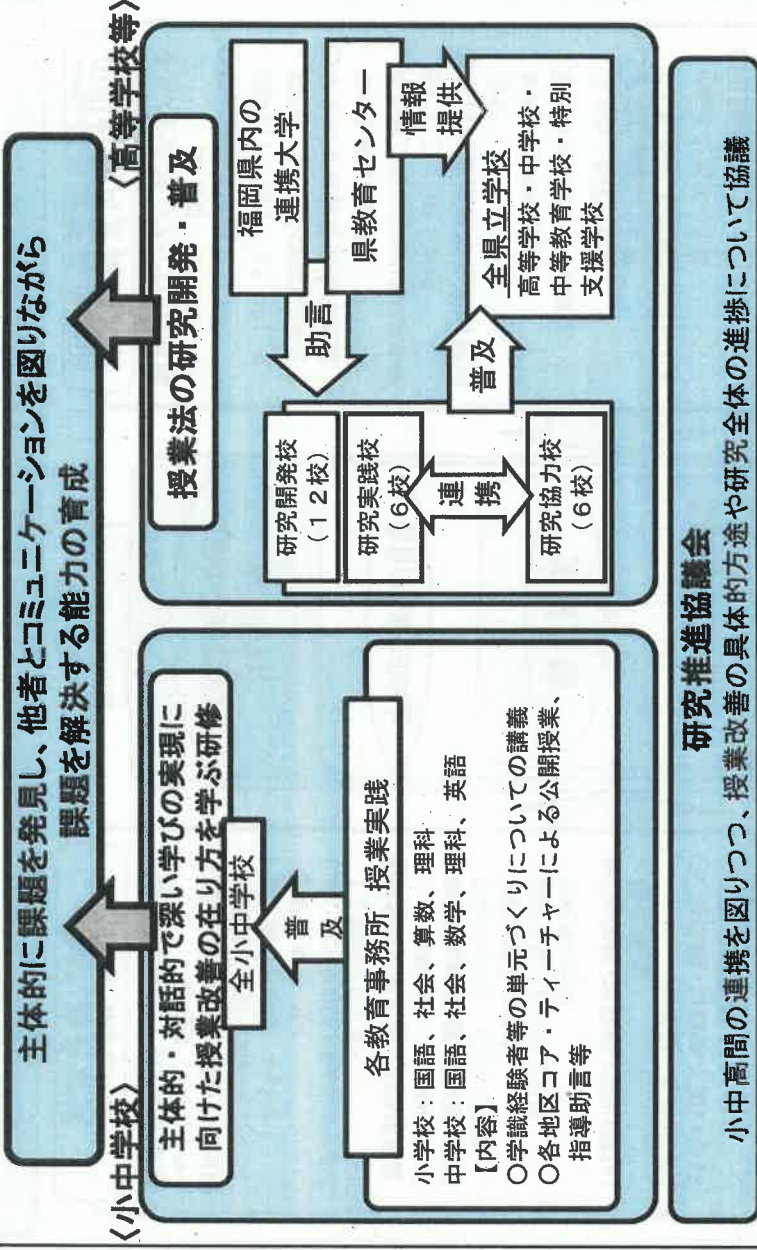 主体的に課題を発見し、他者とコミュニケーションを図りながら
課題を解決する能力の育成
〈小中学校〉
主体的・対話的で深い学びの実現に
向けた授業改善の在り方を学ぶ研修
全小中学校
普
及
各教育事務所 授業実践
小学校：国語、社会、算数、理科
中学校：国語、社会、数学、理科、英語
【内容】
○学識経験者等の単元づくりについての講義
○各地区コア・ティーチャーによる公開授業、
指導助言等
〈高等学校等〉
授業法の研究開発・普及
研究開発校
（１２校）
研究実践校
（６校）
連
携
研究協力校
（６校）
助言
福岡県内の
連携大学
県教育センター
情報
提供
普及
全県立学校
高等学校・中学校・
中等教育学校・特別
支援学校
研究推進協議会
小中高間の連携を図りつつ、授業改善の具体的方途や研究全体の進捗について協議